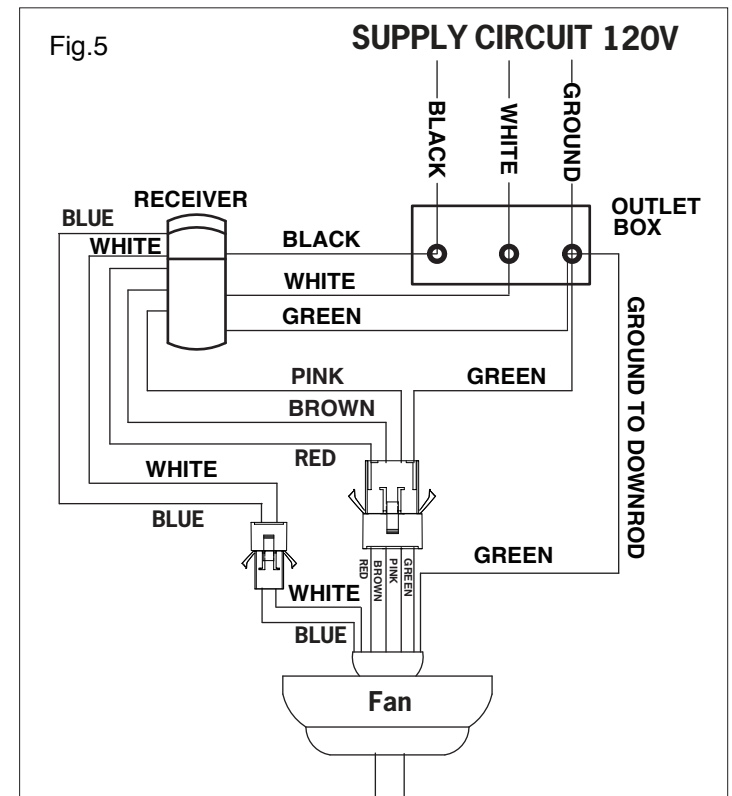 Fig.5
SUPPLY CIRCUIT 120V
BLACK
WHITE
GROUND
RECEIVER
OUTLET
BOX
BLUE
WHITE
BLACK
WHITE
GREEN
GROUND TO DOWNROD
PINK
GREEN
BROWN
RED
WHITE
BLUE
GREEN
RED
BROWN
PINK
GREEN
WHITE
BLUE
Fan